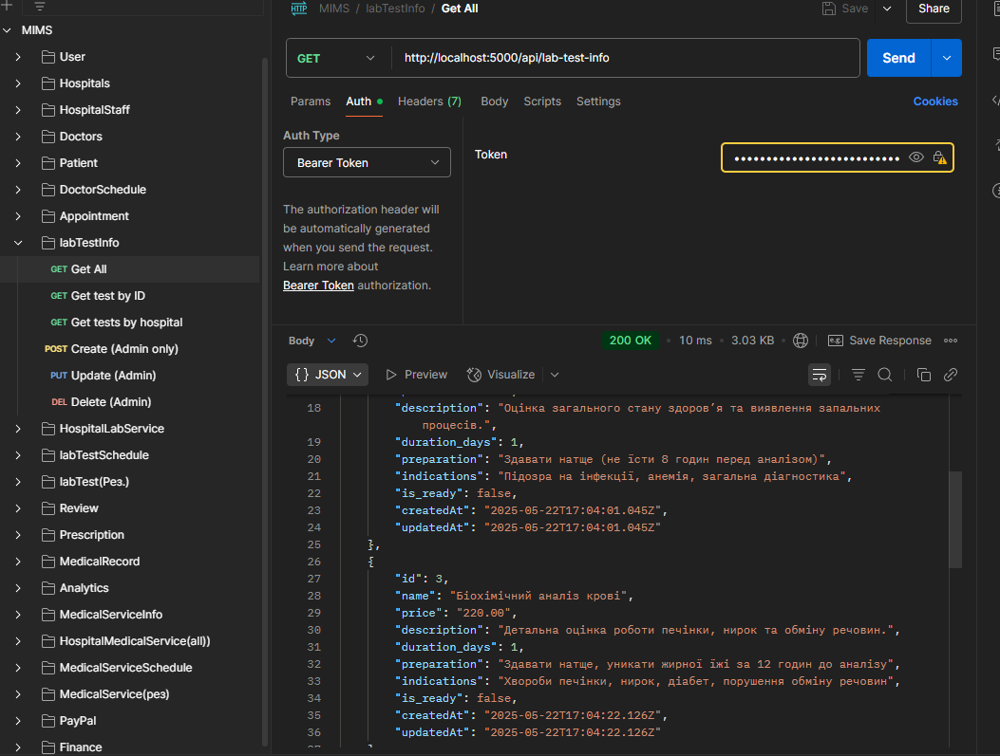 MIMS
User
Hospitals
HospitalStaff
Doctors
Patient
DoctorSchedule
Appointment
labTestInfo
GET Get All
GET Get test by ID
GET Get tests by hospital
POST Create (Admin only)
PUT Update (Admin)
DEL Delete (Admin)
HospitalLabService
labTestSchedule
labTest(Рез.)
Review
Prescription
MedicalRecord
Analytics
MedicalServiceInfo
HospitalMedicalService(all))
MedicalServiceSchedule
MedicalService(рез)
PayPal
Finance
HTTP MIMS / labTestInfo / Get All
Save
Share
GET http://localhost:5000/api/lab-test-info
Send
Params Auth Headers (7) Body Scripts Settings
Cookies
Auth Type
Bearer Token
The authorization header will
be automatically generated
when you send the request.
Learn more about
Bearer Token authorization.
Token
Body
200 OK • 10 ms • 3.03 KB •
e.g. Save Response
{} JSON Preview Visualize
18 "description": "Оцінка загального стану здоров’я та виявлення запальних
процесів.",
19 "duration_days": 1,
20 "preparation": "Здавати натще (не їсти 8 годин перед аналізом)",
21 "indications": "Підозра на інфекції, анемія, загальна діагностика",
22 "is_ready": false,
23 "createdAt": "2025-05-22T17:04:01.045Z",
24 "updatedAt": "2025-05-22T17:04:01.045Z"
25 },
26 {
27 "id": 3,
28 "name": "Біохімічний аналіз крові",
29 "price": "220.00",
30 "description": "Детальна оцінка роботи печінки, нирок та обміну речовин.",
31 "duration_days": 1,
32 "preparation": "Здавати натще, уникати жирної їжі за 12 годин до аналізу",
33 "indications": "Хвороби печінки, нирок, діабет, порушення обміну речовин",
34 "is_ready": false,
35 "createdAt": "2025-05-22T17:04:22.126Z",
36 "updatedAt": "2025-05-22T17:04:22.126Z"